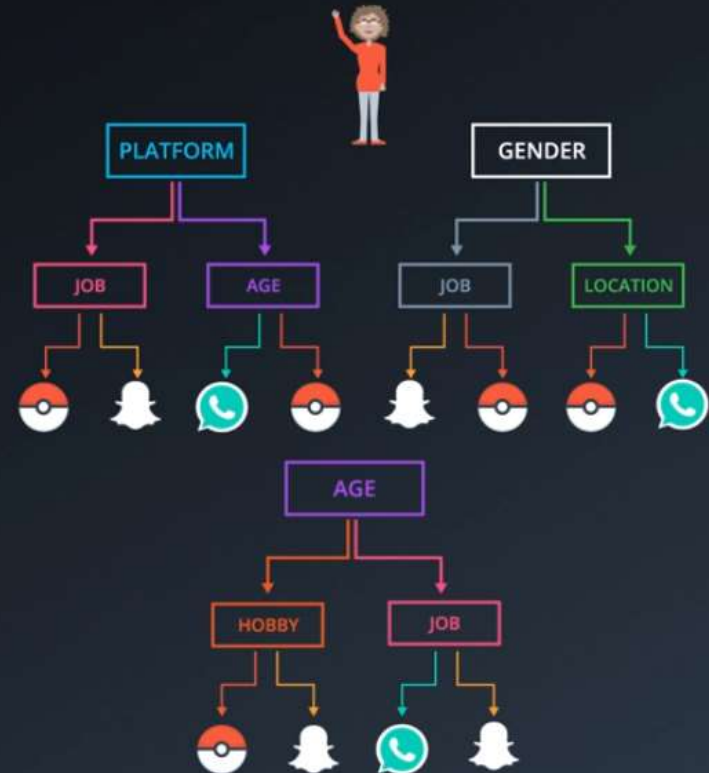 PLATFORM
GENDER
JOB
AGE
JOB
LOCATION
AGE
HOBBY
JOB